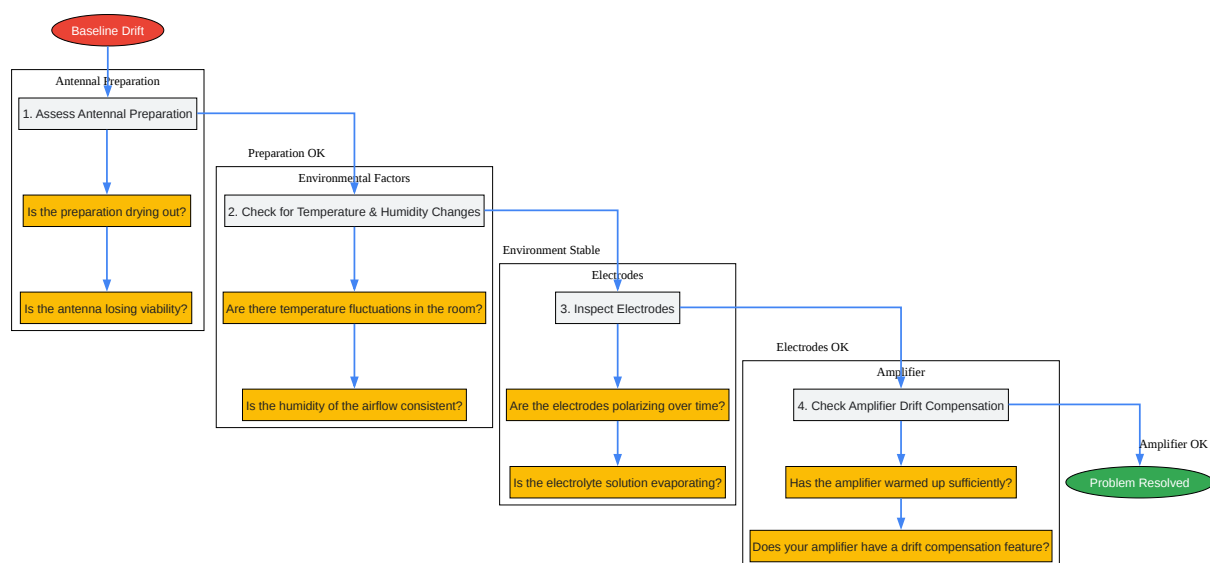 Baseline Drift
Antennal Preparation
1. Assess Antennal Preparation
Is the preparation drying out?
Is the antenna losing viability?
Preparation OK
Environmental Factors
2. Check for Temperature & Humidity Changes
Are there temperature fluctuations in the room?
Is the humidity of the airflow consistent?
Environment Stable
Electrodes
3. Inspect Electrodes
Are the electrodes polarizing over time?
Is the electrolyte solution evaporating?
Electrodes OK
Amplifier
4. Check Amplifier Drift Compensation
Has the amplifier warmed up sufficiently?
Does your amplifier have a drift compensation feature?
Amplifier OK
Problem Resolved